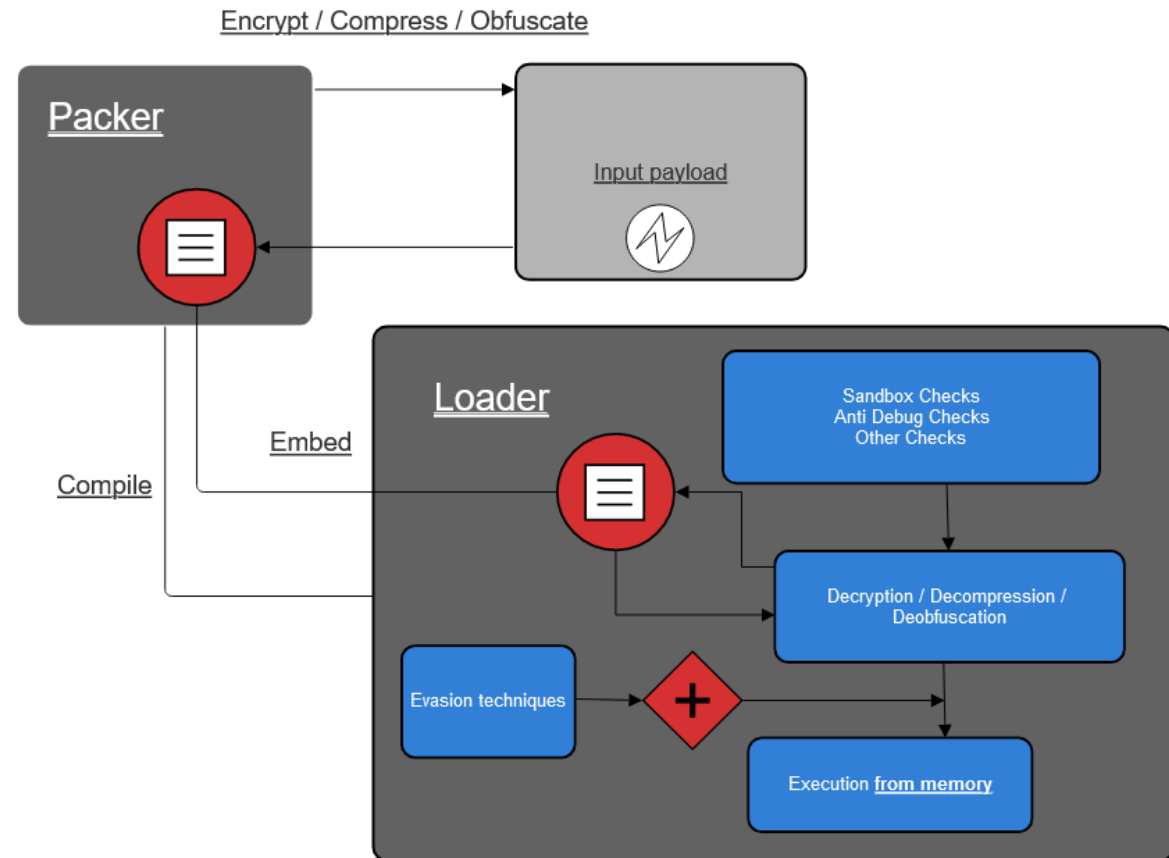 Encrypt / Compress / Obfuscate
Packer
Input payload
Loader
Sandbox Checks
Anti Debug Checks
Other Checks
Embed
Compile
Decryption / Decompression /
Deobfuscation
Evasion techniques
Execution from memory